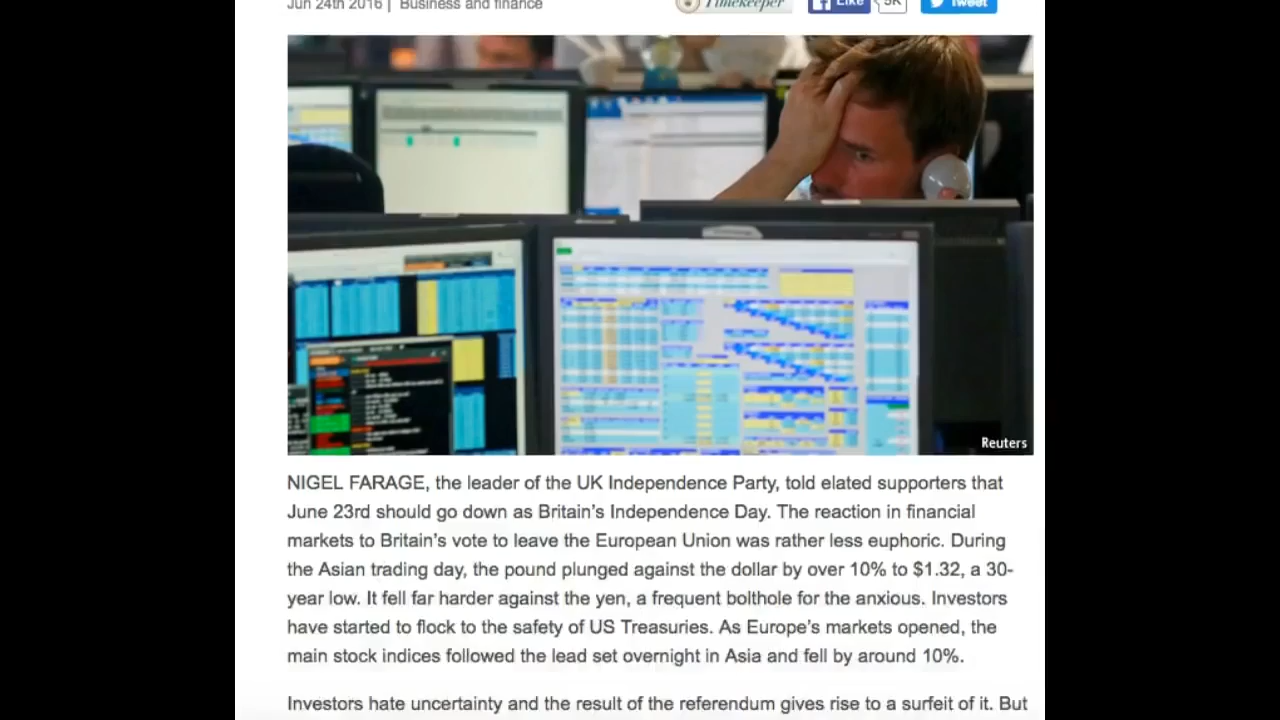 Jun 24th 2016 | Business and finance
Timekeeper
Like
5K
Tweet
Reuters
NIGEL FARAGE, the leader of the UK Independence Party, told elated supporters that
June 23rd should go down as Britain's Independence Day. The reaction in financial
markets to Britain's vote to leave the European Union was rather less euphoric. During
the Asian trading day, the pound plunged against the dollar by over 10% to $1.32, a 30-
year low. It fell far harder against the yen, a frequent bolthole for the anxious. Investors
have started to flock to the safety of US Treasuries. As Europe's markets opened, the
main stock indices followed the lead set overnight in Asia and fell by around 10%.
Investors hate uncertainty and the result of the referendum gives rise to a surfeit of it. But